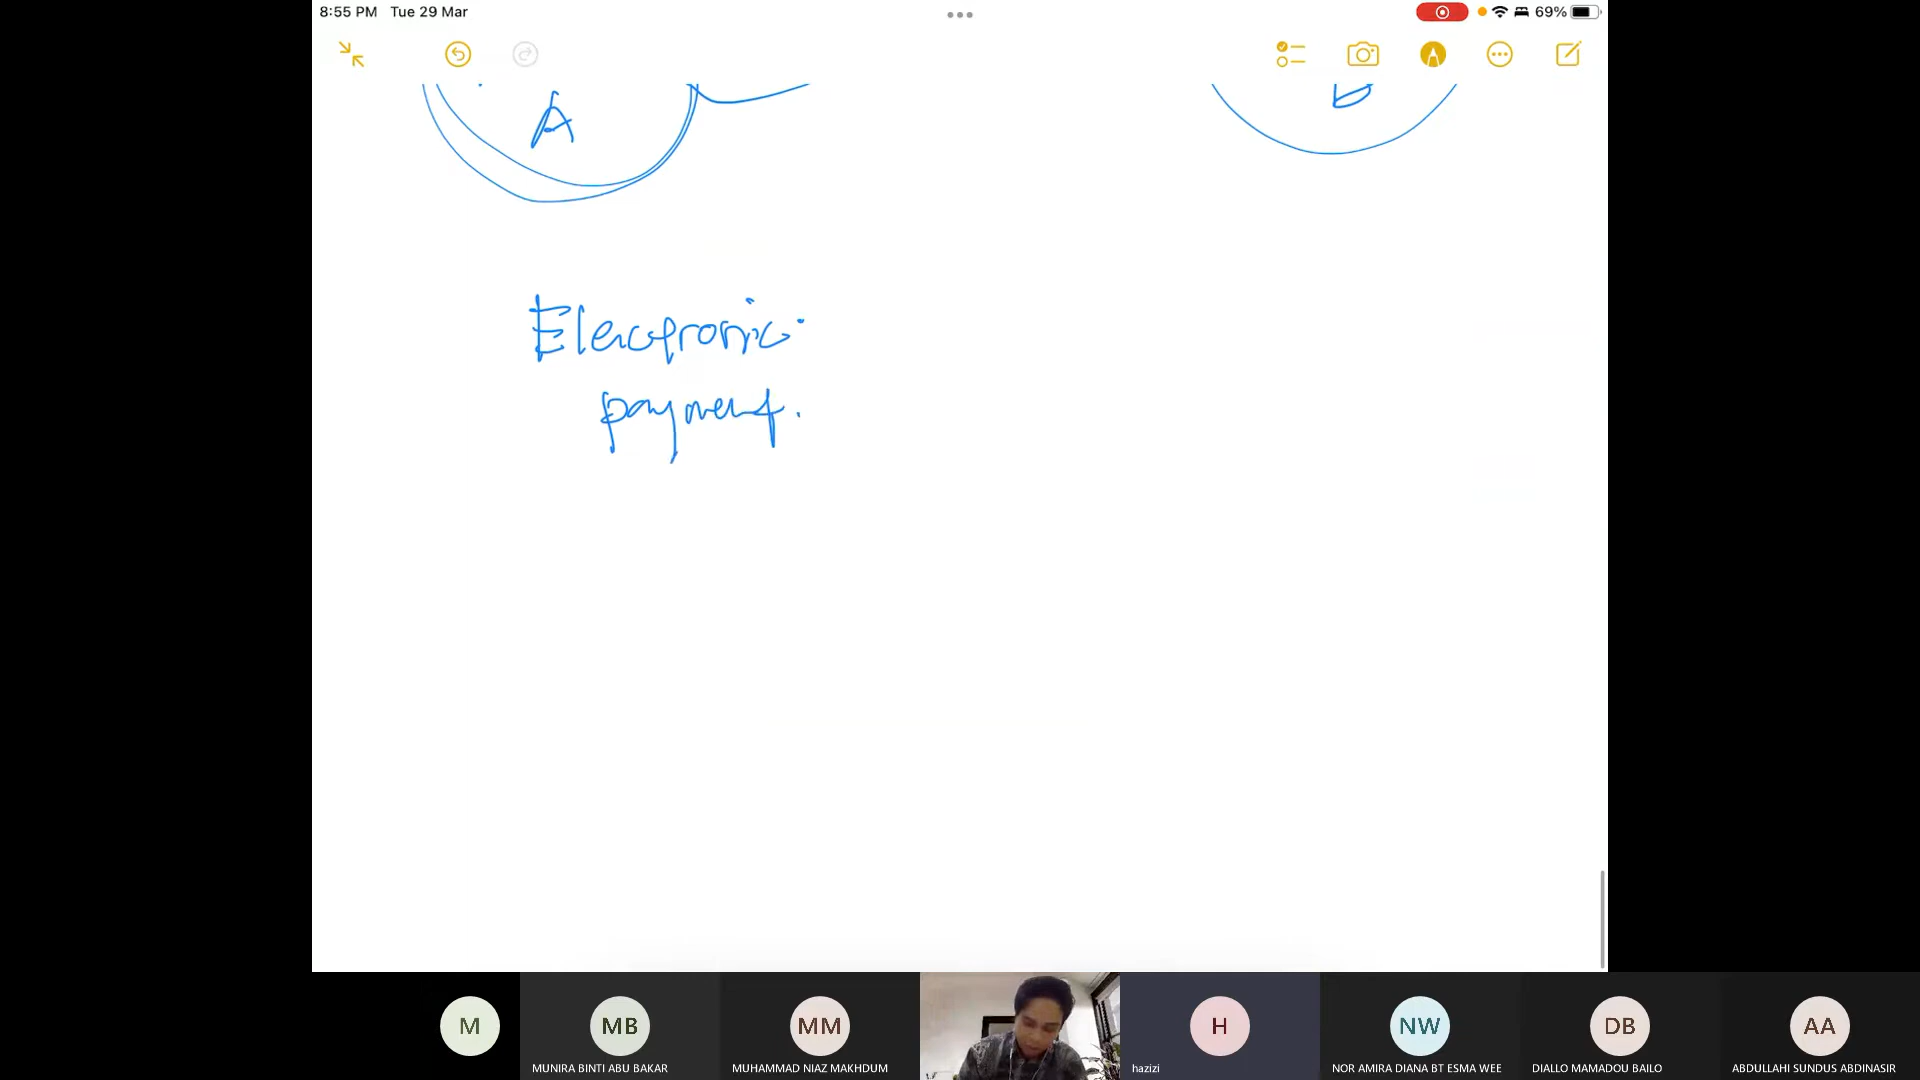 8:55 PM Tue 29 Mar
69%
A
B
Electronic
payment.
M
MB
MM
H
NW
DB
AA
MUNIRA BINTI ABU BAKAR
MUHAMMAD NIAZ MAKHDUM
hazizi
NOR AMIRA DIANA BT ESMA WEE
DIALLO MAMADOU BAILO
ABDULLAHI SUNDUS ABDINASIR